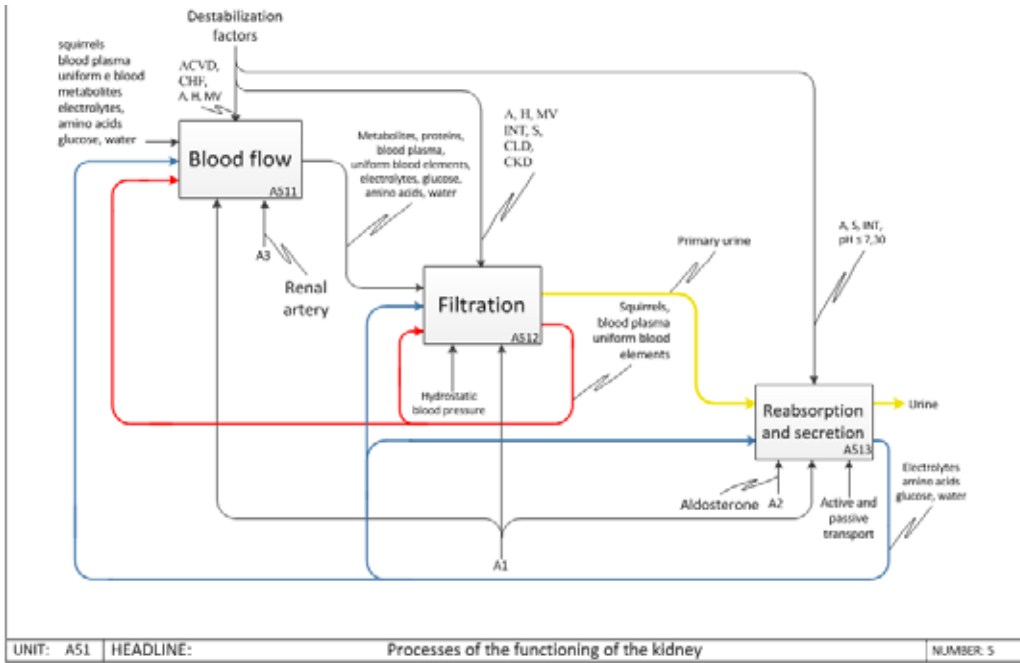 Destabilization
factors
squirrels
blood plasma
uniform e blood
metabolites
electrolytes,
amino acids
glucose, water
ACVD,
CHF,
A, H, MV
Blood flow
A511
A3
Renal
artery
Metabolites, proteins,
blood plasma,
uniform blood elements,
electrolytes, glucose,
amino acids, water
A, H, MV
INT, S,
CLD,
CKD
Filtration
A512
Hydrostatic
blood pressure
Primary urine
Squirrels,
blood plasma
uniform blood
elements
A, S, INT,
pH ≤ 7,30
Reabsorption
and secretion
A513
Urine
Aldosterone
A2
Active and
passive
transport
Electrolytes
amino acids
glucose, water
A1
UNIT: A51
HEADLINE:
Processes of the functioning of the kidney
NUMBER: 5